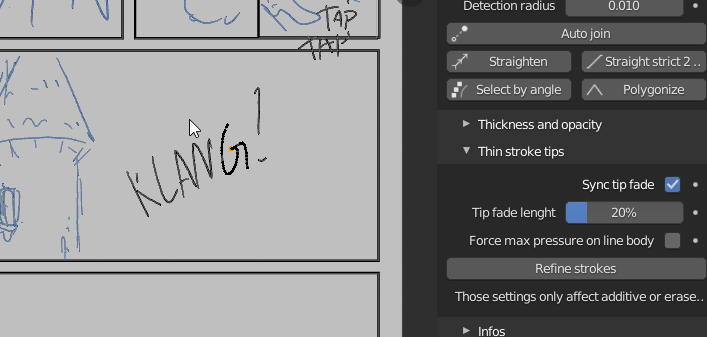 TAP
TAP
KLANG!
Detection radius 0.010
Auto join
Straighten
Straight strict 2 ..
Select by angle
Polygonize
Thickness and opacity
Thin stroke tips
Sync tip fade
Tip fade lenght 20%
Force max pressure on line body
Refine strokes
Those settings only affect additive or erase..
Infos